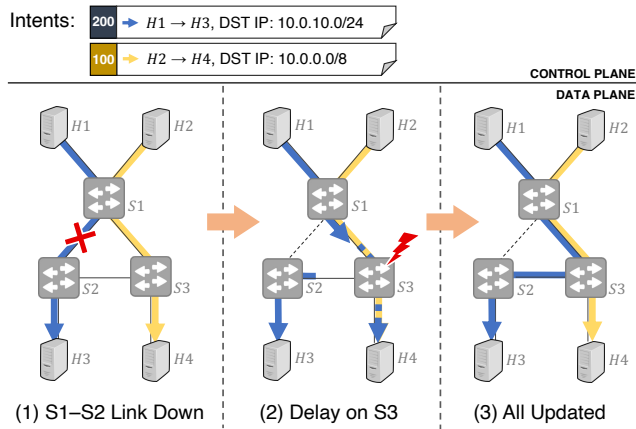 Intents:
200 H1 → H3, DST IP: 10.0.10.0/24
100 H2 → H4, DST IP: 10.0.0.0/8
CONTROL PLANE
DATA PLANE
H1 H2 H1 H2 H1 H2
S1 S1 S1
S2 S3 S2 S3 S2 S3
H3 H4 H3 H4 H3 H4
(1) S1–S2 Link Down (2) Delay on S3 (3) All Updated